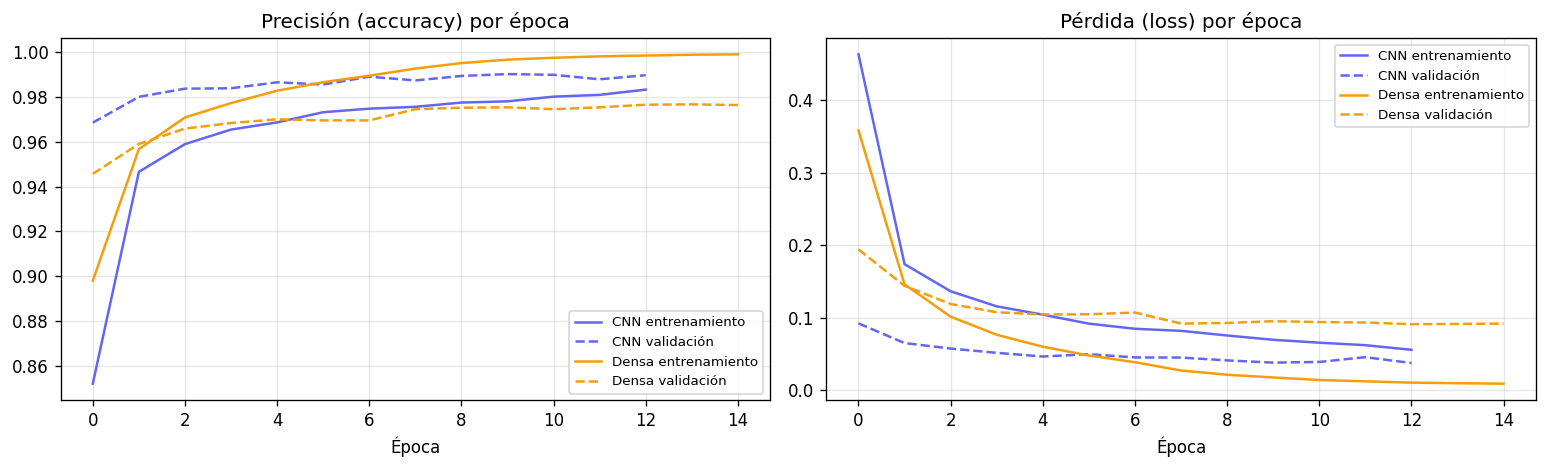 Precisión (accuracy) por época
1.00
0.98
0.96
0.94
0.92
0.90
0.88
0.86
0 2 4 6 8 10 12 14
Época
CNN entrenamiento
CNN validación
Densa entrenamiento
Densa validación
Pérdida (loss) por época
0.4
0.3
0.2
0.1
0.0
0 2 4 6 8 10 12 14
Época
CNN entrenamiento
CNN validación
Densa entrenamiento
Densa validación